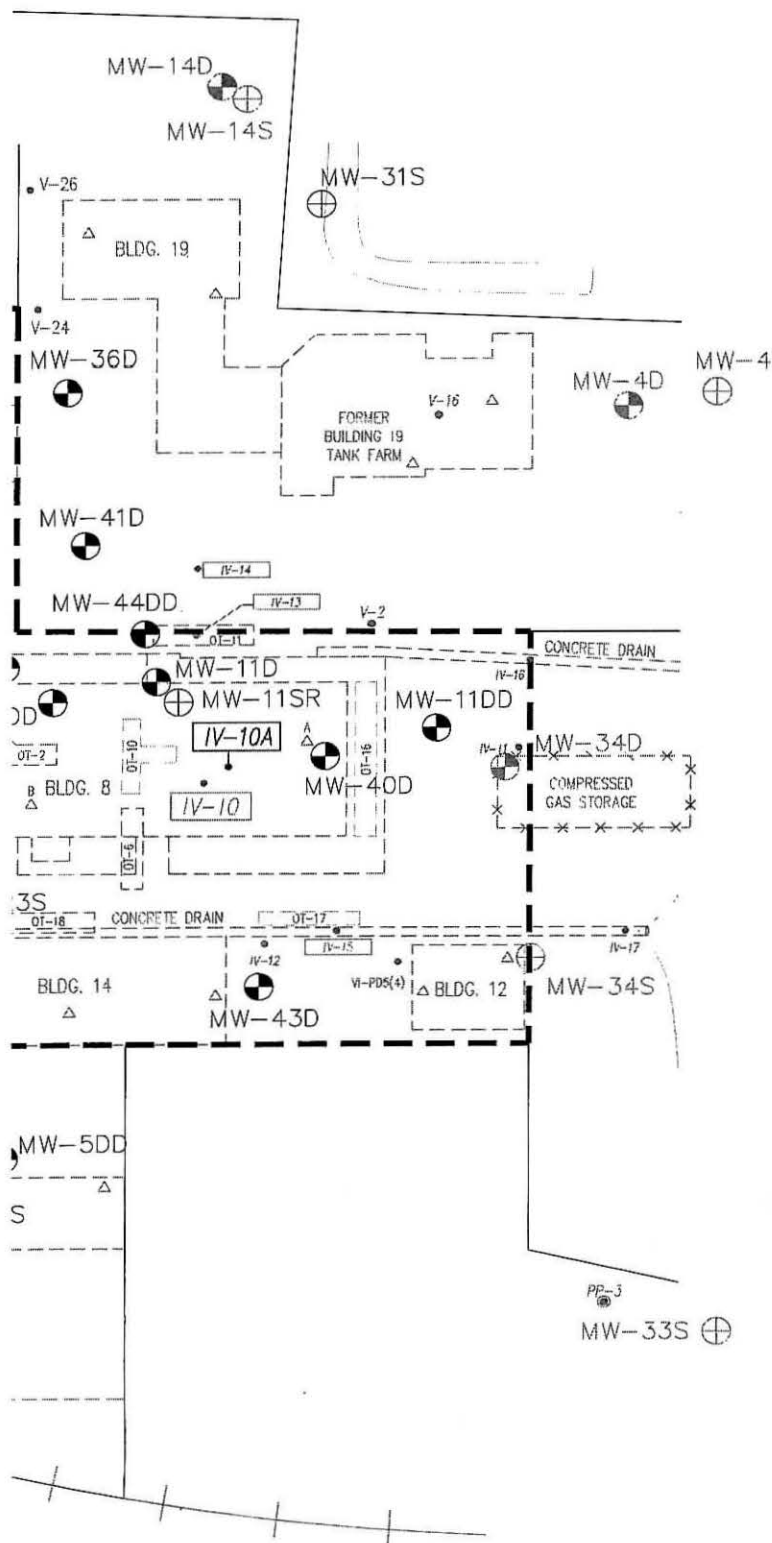 MW-14D
MW-14S
MW-31S
V-26
BLDG. 19
V-24
MW-36D
MW-4D
MW-4
V-16
FORMER
BUILDING 19
TANK FARM
MW-41D
IV-14
IV-13
MW-44DD
V-2
OT-11
CONCRETE DRAIN
IV-16
MW-11D
MW-11SR
MW-11DD
DD
IV-10A
A
OT-16
OT-10
OT-2
IV-11
MW-34D
MW-40D
COMPRESSED
GAS STORAGE
B
BLDG. 8
IV-10
OT-6
3S
OT-18
CONCRETE DRAIN
OT-17
IV-12
IV-15
IV-17
VI-PD5(4)
BLDG. 14
BLDG. 12
MW-34S
MW-43D
MW-5DD
S
PP-3
MW-33S